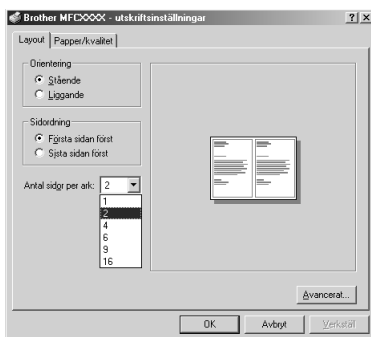 Brother MFCXXXX - utskriftsinställningar
Layout Papper/kvalitet
Orientering
Stående
Liggande
Sidordning
Första sidan först
Sista sidan först
Antal sidor per ark: 2
1
2
4
6
9
16
Avancerat...
OK Avbryt Verkställ